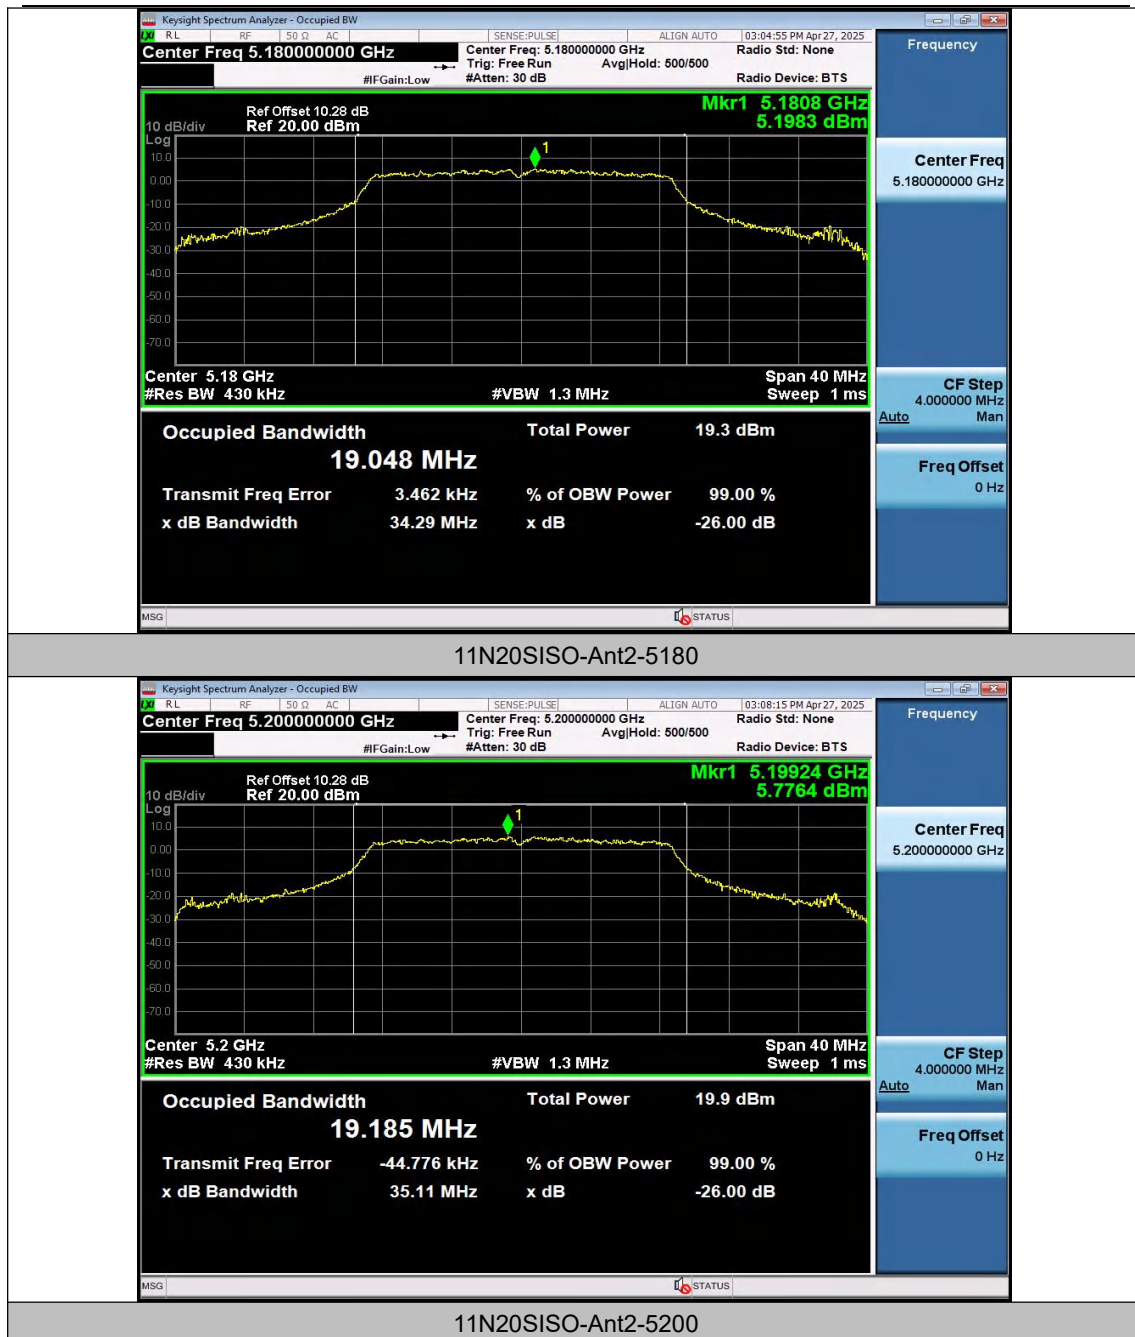 Keysight Spectrum Analyzer - Occupied BW
LXI RL RF 50 Ω AC SENSE:PULSE ALIGN AUTO 03:04:55 PM Apr 27, 2025
Center Freq 5.180000000 GHz Center Freq: 5.180000000 GHz Radio Std: None
Trig: Free Run Avg|Hold: 500/500
#IFGain:Low #Atten: 30 dB Radio Device: BTS
Frequency
Mkr1 5.1808 GHz
5.1983 dBm
Ref Offset 10.28 dB
10 dB/div Ref 20.00 dBm
Log
10.0
0.00
-10.0
-20.0
-30.0
-40.0
-50.0
-60.0
-70.0
1
Center 5.18 GHz Span 40 MHz
#Res BW 430 kHz #VBW 1.3 MHz Sweep 1 ms
Center Freq
5.180000000 GHz
CF Step
4.000000 MHz
Auto Man
Freq Offset
0 Hz
Occupied Bandwidth Total Power 19.3 dBm
19.048 MHz
Transmit Freq Error 3.462 kHz % of OBW Power 99.00 %
x dB Bandwidth 34.29 MHz x dB -26.00 dB
MSG STATUS
11N20SISO-Ant2-5180
Keysight Spectrum Analyzer - Occupied BW
LXI RL RF 50 Ω AC SENSE:PULSE ALIGN AUTO 03:08:15 PM Apr 27, 2025
Center Freq 5.200000000 GHz Center Freq: 5.200000000 GHz Radio Std: None
Trig: Free Run Avg|Hold: 500/500
#IFGain:Low #Atten: 30 dB Radio Device: BTS
Frequency
Mkr1 5.19924 GHz
5.7764 dBm
Ref Offset 10.28 dB
10 dB/div Ref 20.00 dBm
Log
10.0
0.00
-10.0
-20.0
-30.0
-40.0
-50.0
-60.0
-70.0
1
Center 5.2 GHz Span 40 MHz
#Res BW 430 kHz #VBW 1.3 MHz Sweep 1 ms
Center Freq
5.200000000 GHz
CF Step
4.000000 MHz
Auto Man
Freq Offset
0 Hz
Occupied Bandwidth Total Power 19.9 dBm
19.185 MHz
Transmit Freq Error -44.776 kHz % of OBW Power 99.00 %
x dB Bandwidth 35.11 MHz x dB -26.00 dB
MSG STATUS
11N20SISO-Ant2-5200